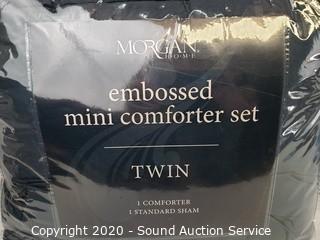 MORGAN
HOME
embossed
mini comforter set
TWIN
1 COMFORTER
1 STANDARD SHAM
Copyright 2020 - Sound Auction Service